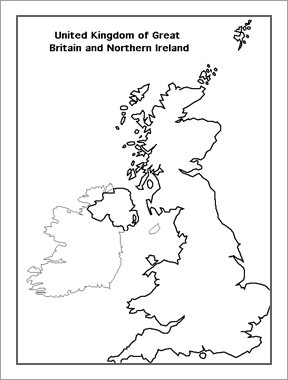 United Kingdom of Great
Britain and Northern Ireland